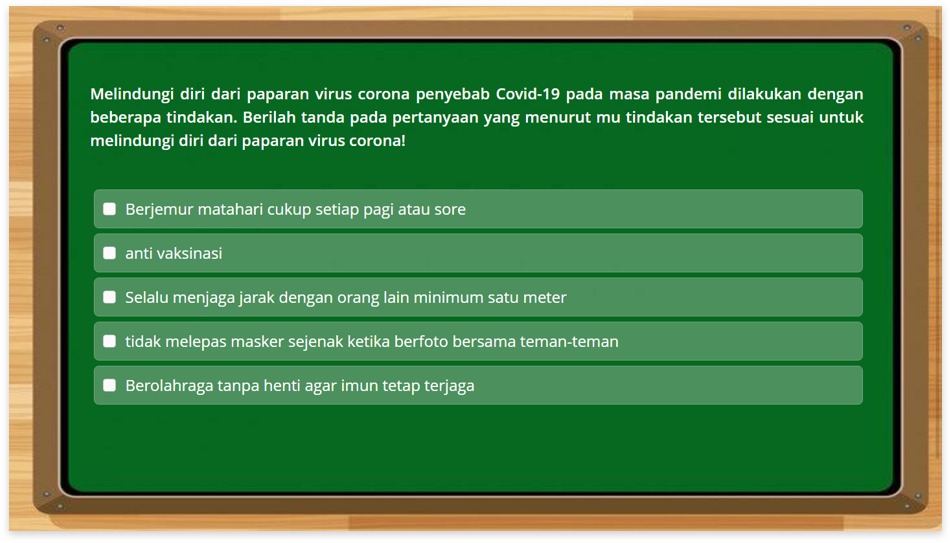 Melindungi diri dari paparan virus corona penyebab Covid-19 pada masa pandemi dilakukan dengan
beberapa tindakan. Berilah tanda pada pertanyaan yang menurut mu tindakan tersebut sesuai untuk
melindungi diri dari paparan virus corona!
Berjemur matahari cukup setiap pagi atau sore
anti vaksinasi
Selalu menjaga jarak dengan orang lain minimum satu meter
tidak melepas masker sejenak ketika berfoto bersama teman-teman
Berolahraga tanpa henti agar imun tetap terjaga